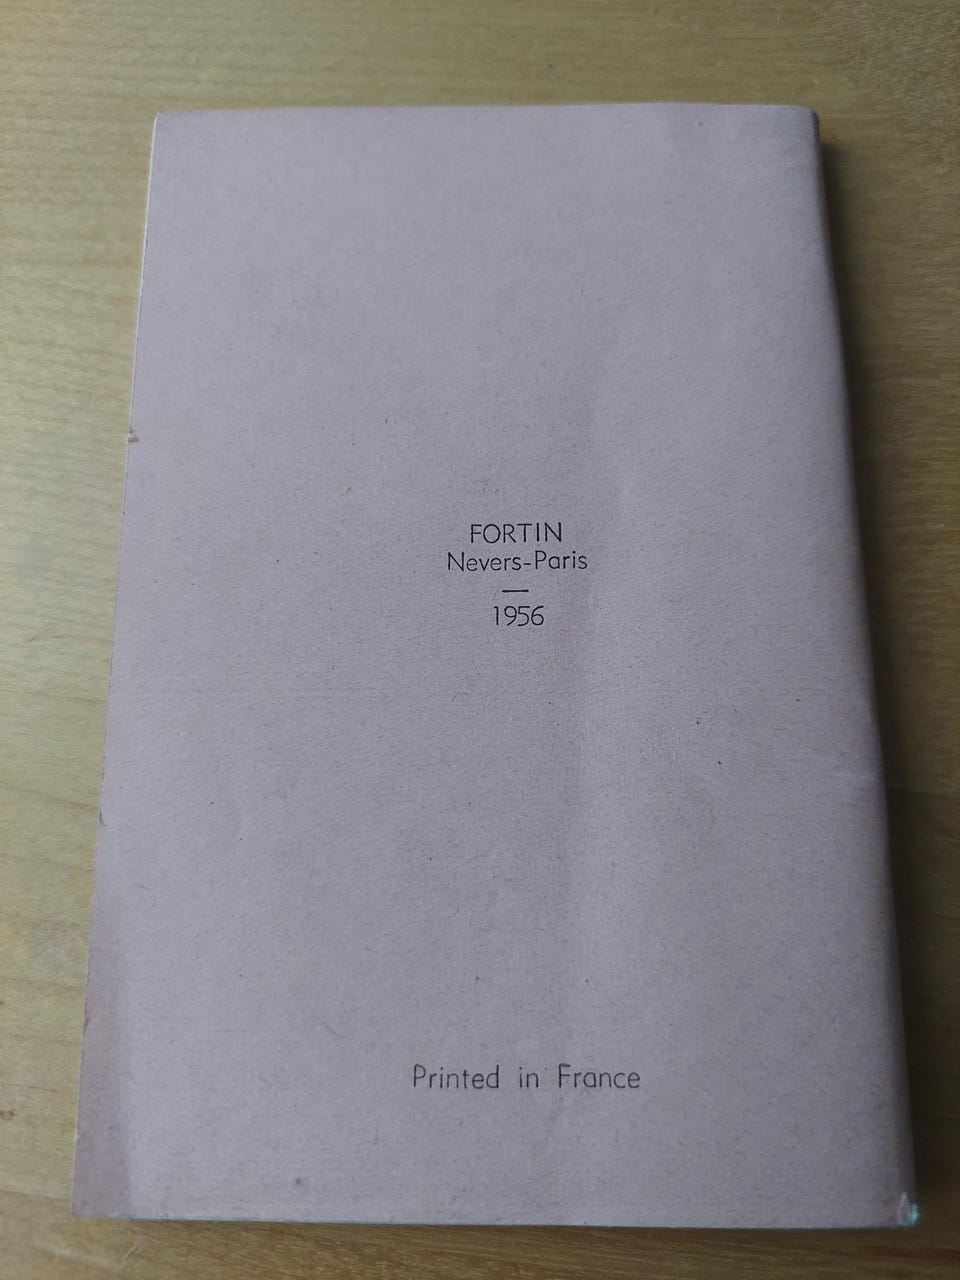 FORTIN
Nevers-Paris
1956
Printed in France